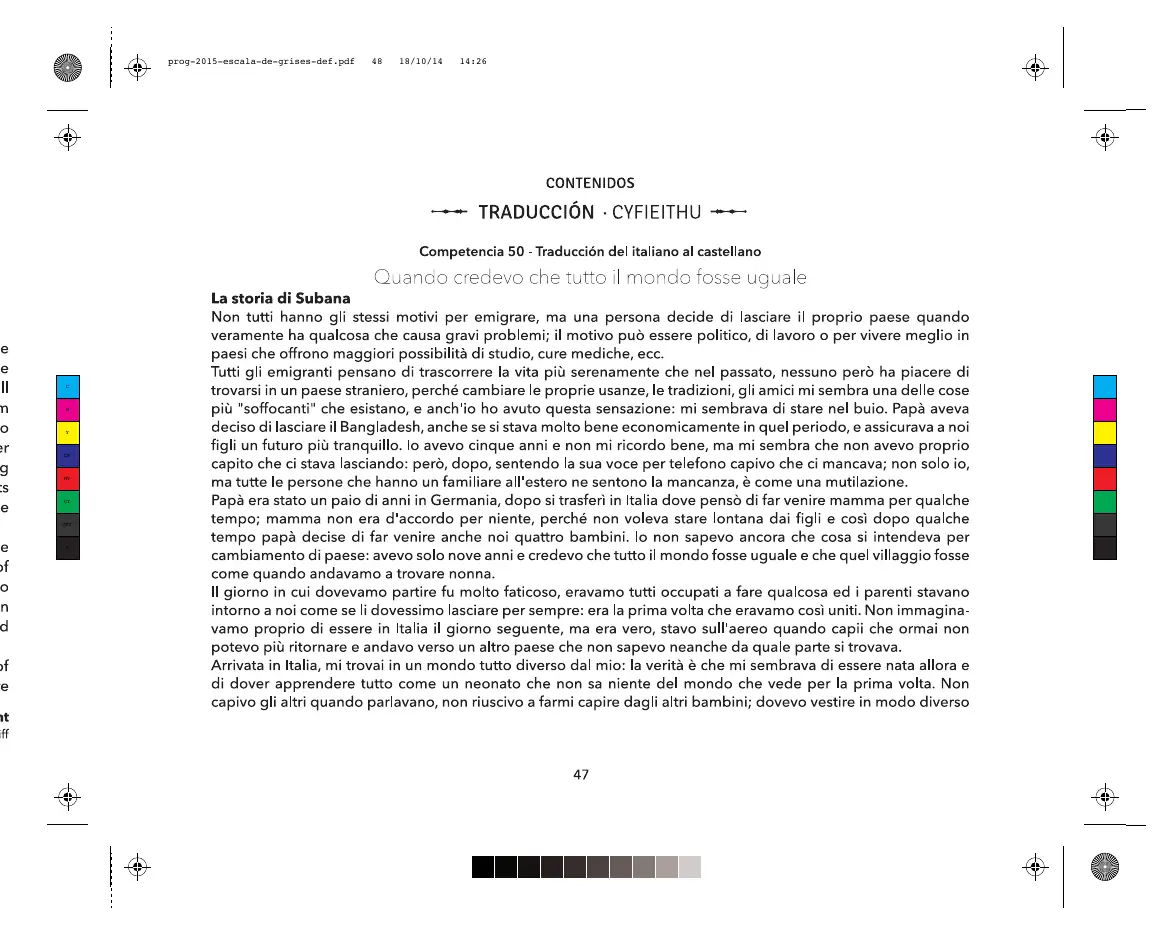 prog-2015-escala-de-grises-def.pdf 48 18/10/14 14:26
CONTENIDOS
TRADUCCIÓN · CYFIEITHU
Competencia 50 - Traducción del italiano al castellano
Quando credevo che tutto il mondo fosse uguale
La storia di Subana
Non tutti hanno gli stessi motivi per emigrare, ma una persona decide di lasciare il proprio paese quando
veramente ha qualcosa che causa gravi problemi; il motivo può essere politico, di lavoro o per vivere meglio in
paesi che offrono maggiori possibilità di studio, cure mediche, ecc.
Tutti gli emigranti pensano di trascorrere la vita più serenamente che nel passato, nessuno però ha piacere di
trovarsi in un paese straniero, perché cambiare le proprie usanze, le tradizioni, gli amici mi sembra una delle cose
più "soffocanti" che esistano, e anch'io ho avuto questa sensazione: mi sembrava di stare nel buio. Papà aveva
deciso di lasciare il Bangladesh, anche se si stava molto bene economicamente in quel periodo, e assicurava a noi
figli un futuro più tranquillo. Io avevo cinque anni e non mi ricordo bene, ma mi sembra che non avevo proprio
capito che ci stava lasciando: però, dopo, sentendo la sua voce per telefono capivo che ci mancava; non solo io,
ma tutte le persone che hanno un familiare all'estero ne sentono la mancanza, è come una mutilazione.
Papà era stato un paio di anni in Germania, dopo si trasferì in Italia dove pensò di far venire mamma per qualche
tempo; mamma non era d'accordo per niente, perché non voleva stare lontana dai figli e così dopo qualche
tempo papà decise di far venire anche noi quattro bambini. Io non sapevo ancora che cosa si intendeva per
cambiamento di paese: avevo solo nove anni e credevo che tutto il mondo fosse uguale e che quel villaggio fosse
come quando andavamo a trovare nonna.
Il giorno in cui dovevamo partire fu molto faticoso, eravamo tutti occupati a fare qualcosa ed i parenti stavano
intorno a noi come se li dovessimo lasciare per sempre: era la prima volta che eravamo così uniti. Non immagina-
vamo proprio di essere in Italia il giorno seguente, ma era vero, stavo sull'aereo quando capii che ormai non
potevo più ritornare e andavo verso un altro paese che non sapevo neanche da quale parte si trovava.
Arrivata in Italia, mi trovai in un mondo tutto diverso dal mio: la verità è che mi sembrava di essere nata allora e
di dover apprendere tutto come un neonato che non sa niente del mondo che vede per la prima volta. Non
capivo gli altri quando parlavano, non riuscivo a farmi capire dagli altri bambini; dovevo vestire in modo diverso
47